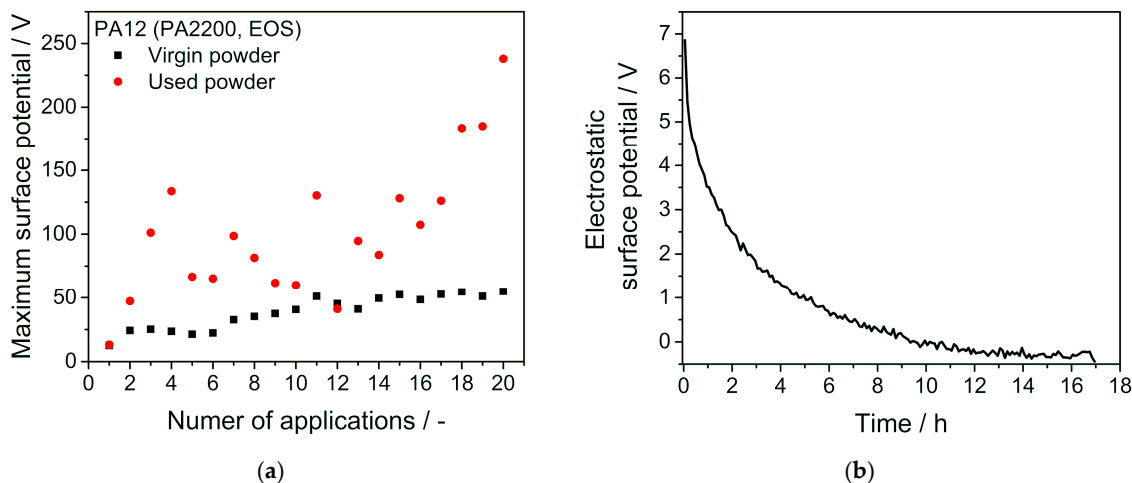 PA12 (PA2200, EOS)
Virgin powder
Used powder
Maximum surface potential / V
250
200
150
100
50
0
0 2 4 6 8 10 12 14 16 18 20
Numer of applications / -
(a)
Electrostatic
surface potential / V
7
6
5
4
3
2
1
0
0 2 4 6 8 10 12 14 16 18
Time / h
(b)